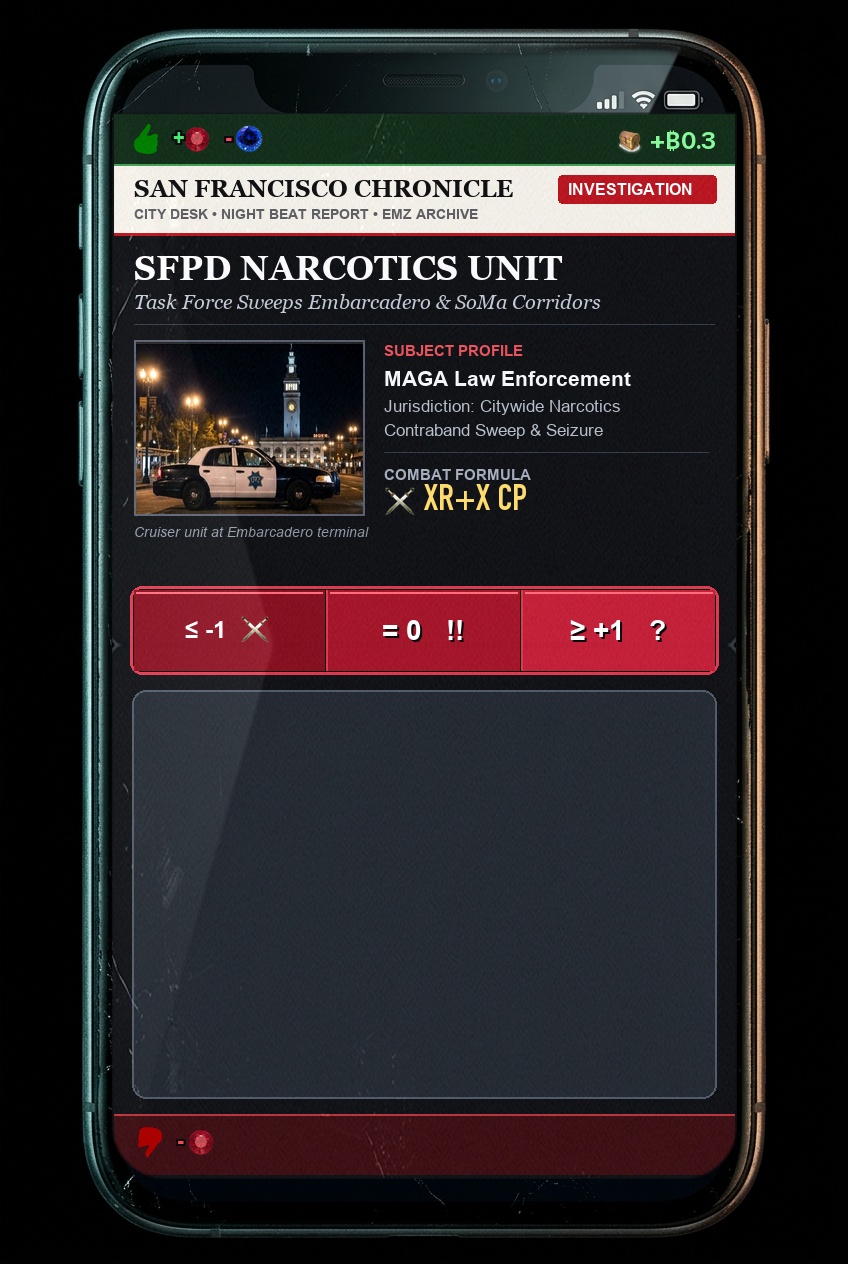 + - +₿0.3
SAN FRANCISCO CHRONICLE INVESTIGATION
CITY DESK • NIGHT BEAT REPORT • EMZ ARCHIVE
SFPD NARCOTICS UNIT
Task Force Sweeps Embarcadero & SoMa Corridors
SUBJECT PROFILE
MAGA Law Enforcement
Jurisdiction: Citywide Narcotics
Contraband Sweep & Seizure
COMBAT FORMULA
XR+X CP
Cruiser unit at Embarcadero terminal
≤ -1 = 0 !! ≥ +1 ?
-